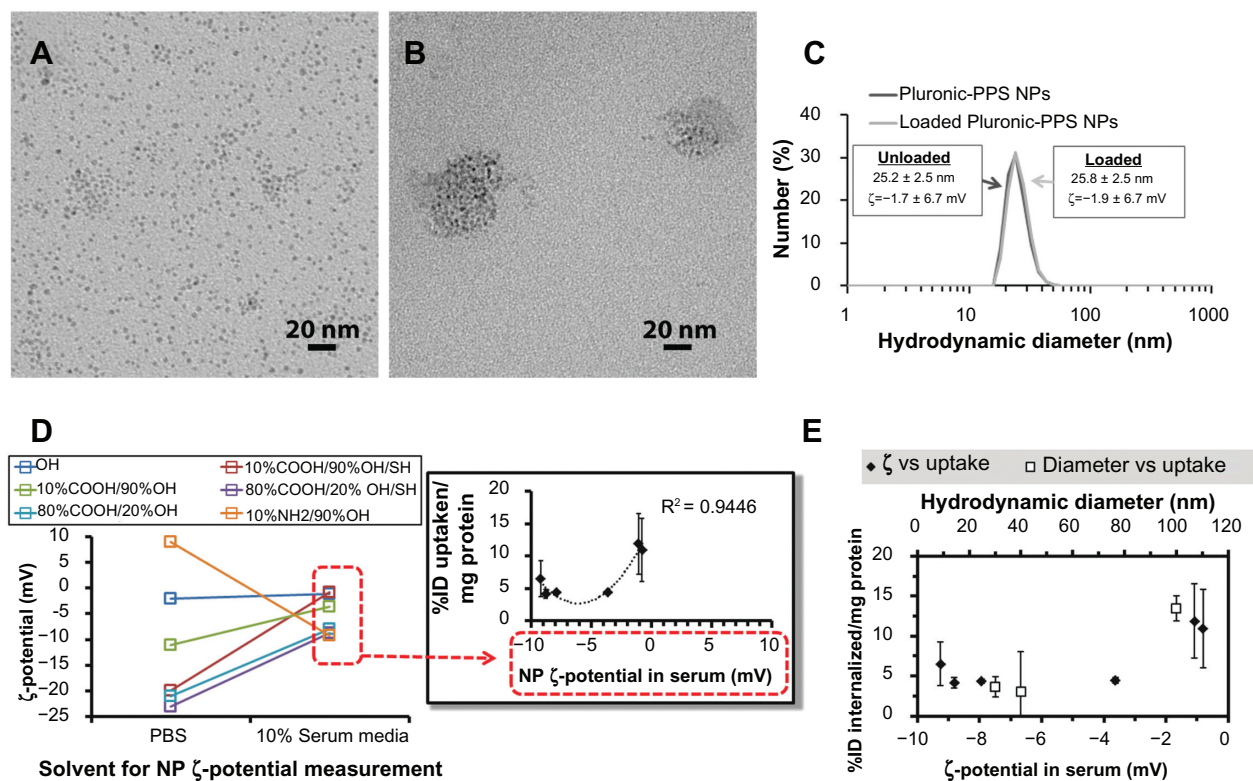 A
20 nm
B
20 nm
C
Pluronic-PPS NPs
Loaded Pluronic-PPS NPs
Number (%)
40
30
20
10
0
Unloaded
25.2 ± 2.5 nm
ζ=−1.7 ± 6.7 mV
Loaded
25.8 ± 2.5 nm
ζ=−1.9 ± 6.7 mV
1 10 100 1000
Hydrodynamic diameter (nm)
D
OH
10%COOH/90%OH/SH
10%COOH/90%OH
80%COOH/20% OH/SH
80%COOH/20%OH
10%NH2/90%OH
ζ-potential (mV)
10
5
0
−5
−10
−15
−20
−25
PBS 10% Serum media
Solvent for NP ζ-potential measurement
%ID uptaken/
mg protein
20
15
10
5
0
R² = 0.9446
−10 −5 0 5 10
NP ζ-potential in serum (mV)
E
ζ vs uptake Diameter vs uptake
Hydrodynamic diameter (nm)
0 20 40 60 80 100 120
%ID internalized/mg protein
20
15
10
5
0
−10 −8 −6 −4 −2 0
ζ-potential in serum (mV)